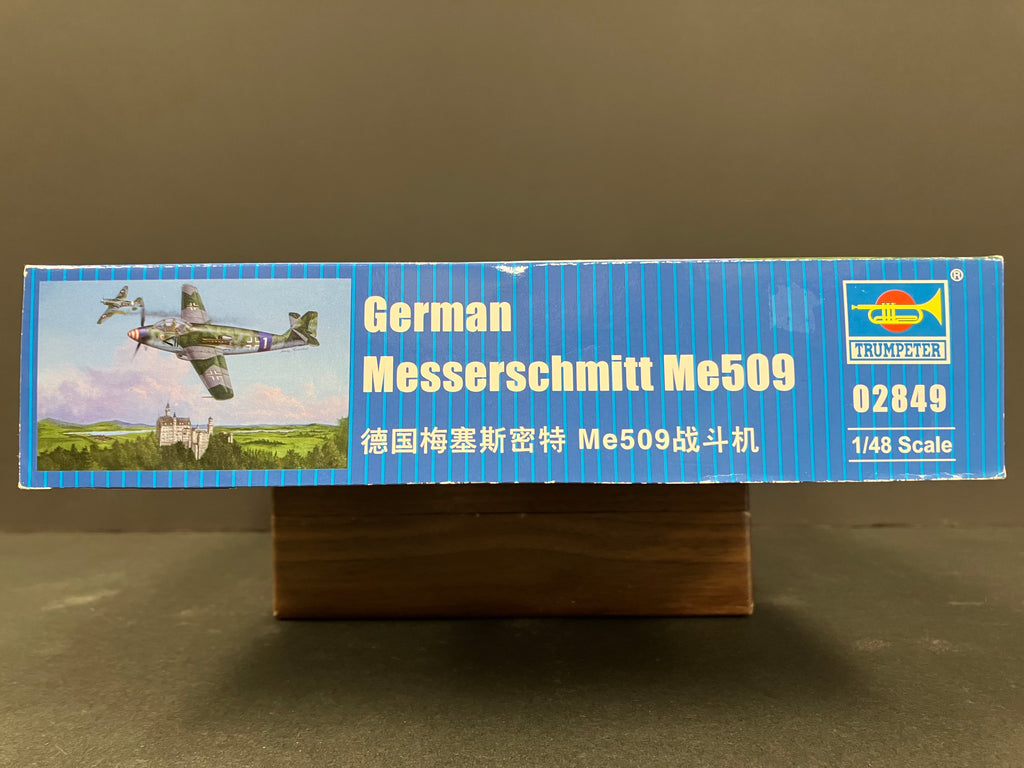 German
Messerschmitt Me509
德国梅塞斯密特 Me509战斗机
®
TRUMPETER
02849
1/48 Scale
1